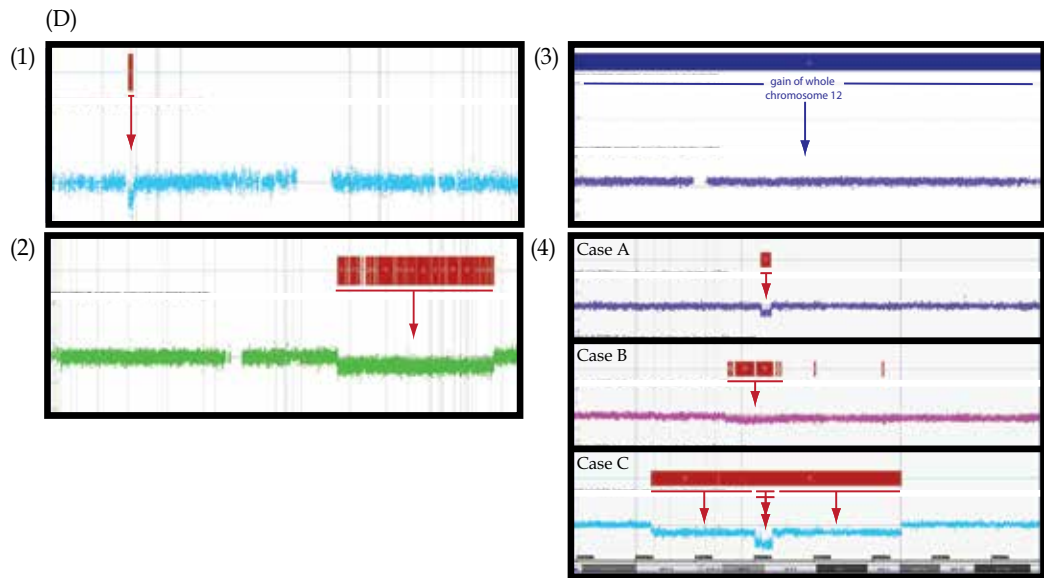 (D)
(1)
(2)
(3)
gain of whole
chromosome 12
(4)
Case A
Case B
Case C